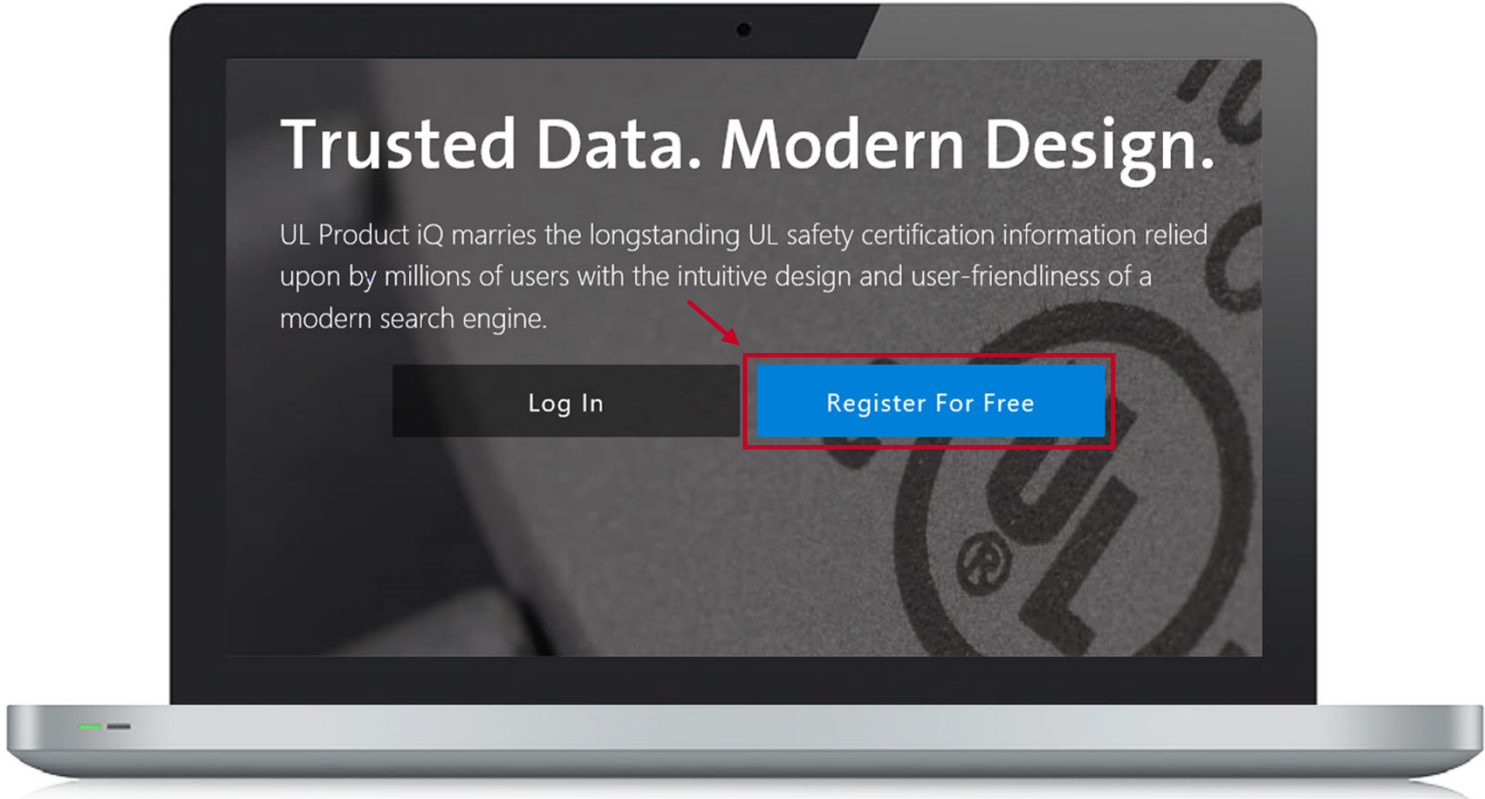 Trusted Data. Modern Design.
UL Product iQ marries the longstanding UL safety certification information relied
upon by millions of users with the intuitive design and user-friendliness of a
modern search engine.
Log In
Register For Free
UL
®